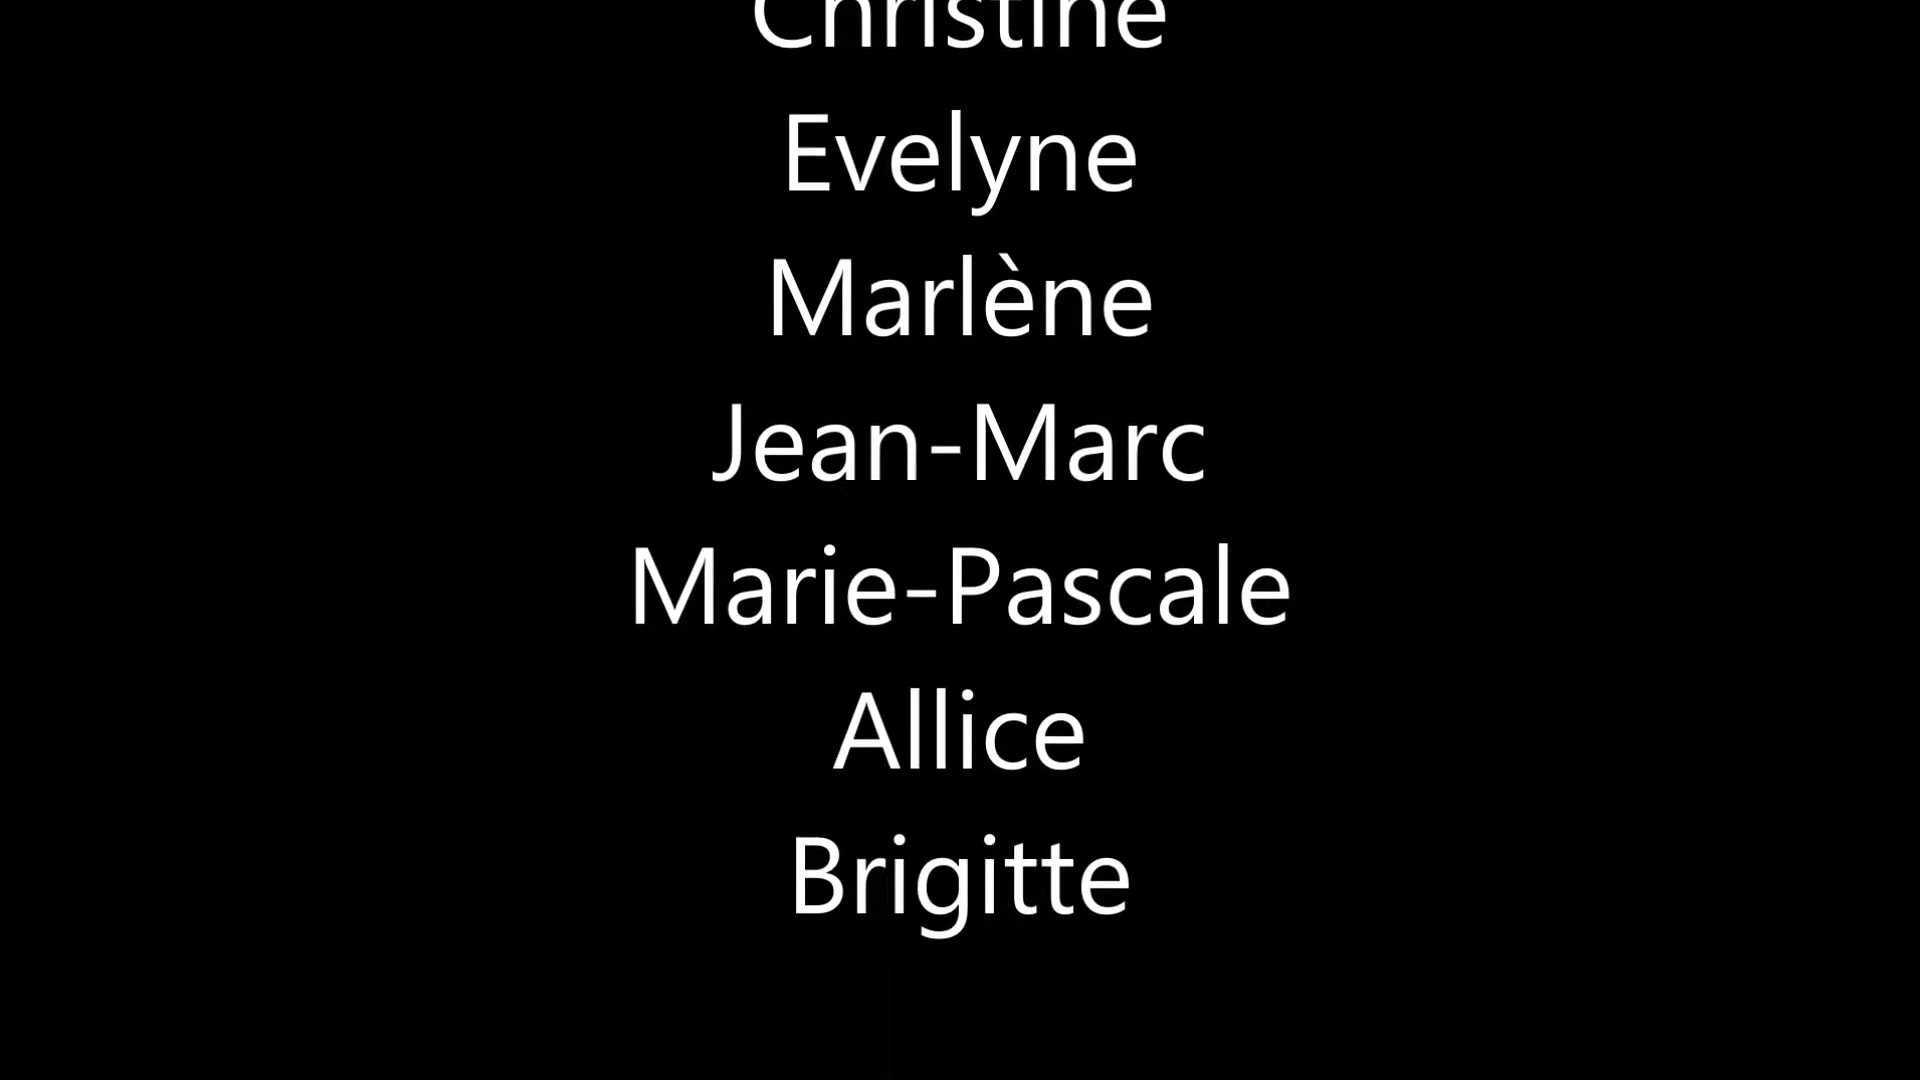 Christine
Evelyne
Marlène
Jean-Marc
Marie-Pascale
Allice
Brigitte